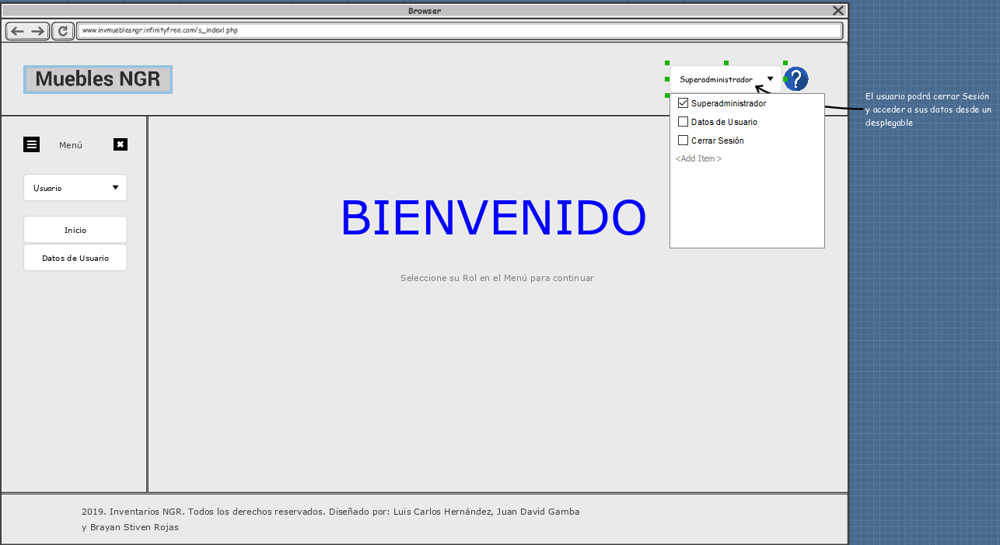 Browser
www.invmueblesngr.infinityfree.com/s_indexl.php
Muebles NGR
Superadministrador
?
Superadministrador
Datos de Usuario
Cerrar Sesión
<Add Item >
El usuario podrá cerrar Sesión
y acceder a sus datos desde un
desplegable
Menú
Usuario
Inicio
Datos de Usuario
BIENVENIDO
Seleccione su Rol en el Menú para continuar
2019. Inventarios NGR. Todos los derechos reservados. Diseñado por: Luis Carlos Hernández, Juan David Gamba
y Brayan Stiven Rojas